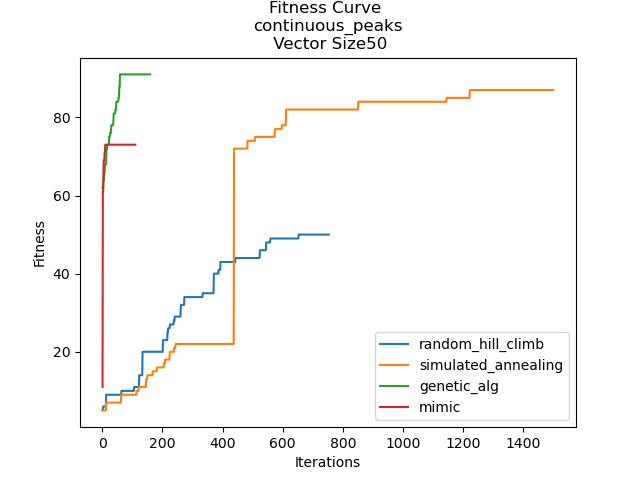 Fitness Curve
continuous_peaks
Vector Size50
Fitness
80
60
40
20
0
200
400
600
800
1000
1200
1400
Iterations
random_hill_climb
simulated_annealing
genetic_alg
mimic